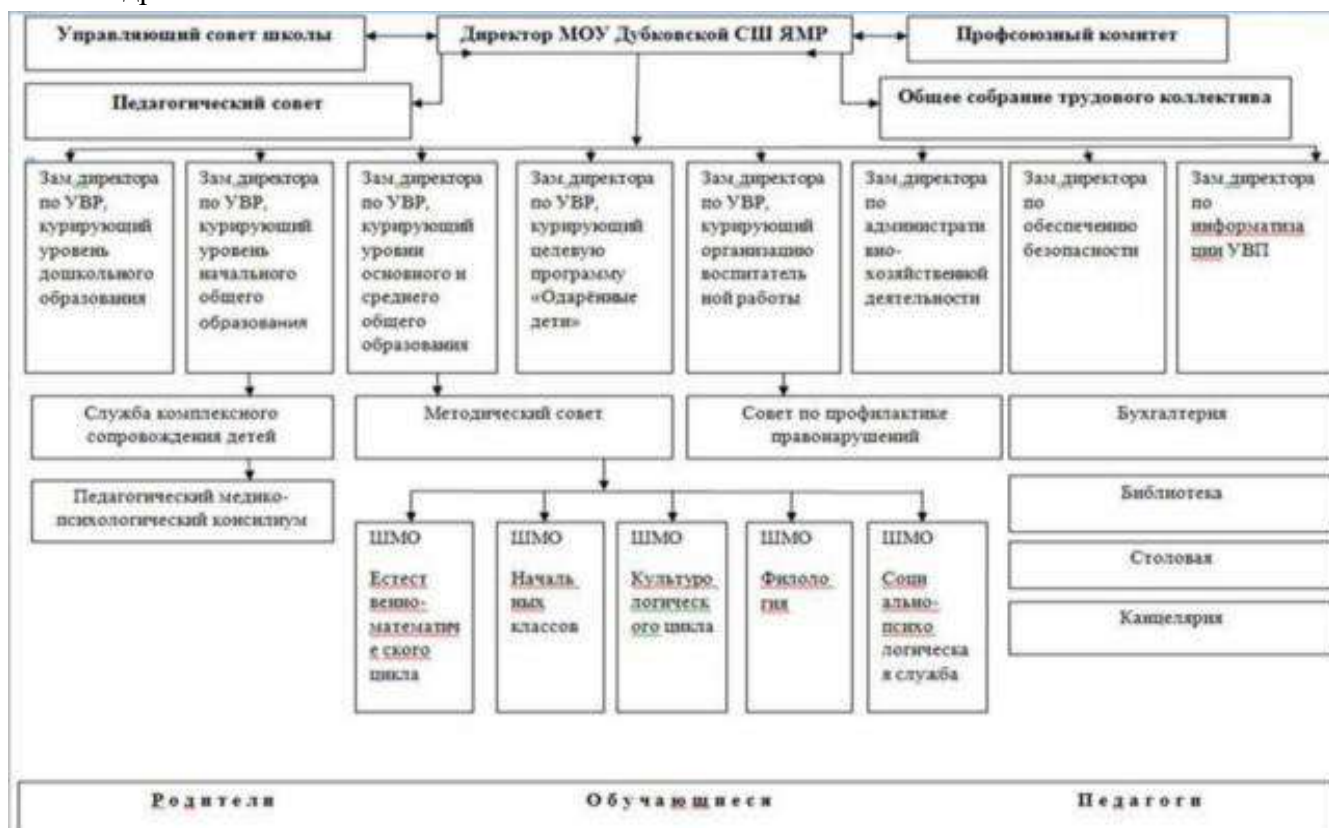 Управляющий совет школы
Директор МОУ Дубковской СШ ЯМР
Профсоюзный комитет
Педагогический совет
Общее собрание трудового коллектива
Зам.директора
по УВР,
курирующий
уровень
дошкольного
образования
Зам.директора
по УВР,
курирующий
уровень
начального
общего
образования
Зам.директора
по УВР,
курирующий
уровни
основного и
среднего
общего
образования
Зам.директора
по УВР,
курирующий
целевую
программу
«Одарённые
дети»
Зам.директора
по УВР,
курирующий
организацию
воспитатель
ной работы
Зам.директора
по
администрати
вно-
хозяйственной
деятельности
Зам.директора
по
обеспечению
безопасности
Зам.директора
по
информатиза
ции УВП
Служба комплексного
сопровождения детей
Методический совет
Совет по профилактике
правонарушений
Бухгалтерия
Педагогический медико-
психологический консилиум
Библиотека
Столовая
Канцелярия
ШМО
Естест
венно-
математич
е ского
цикла
ШМО
Началь
ных
классов
ШМО
Культуро
логическ
ого цикла
ШМО
Филоло
гия
ШМО
Соци
ально-
психо
логическа
я служба
Родители
Обучающиеся
Педагоги